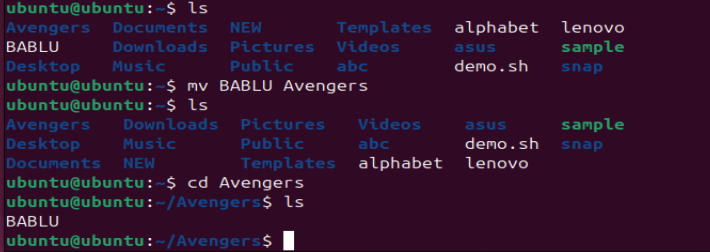 ubuntu@ubuntu:~$ ls
Avengers  Documents  NEW       Templates  alphabet  lenovo
BABLU     Downloads  Pictures  Videos     asus      sample
Desktop   Music      Public    abc        demo.sh   snap
ubuntu@ubuntu:~$ mv BABLU Avengers
ubuntu@ubuntu:~$ ls
Avengers   Downloads  Pictures   Videos    asus     sample
Desktop    Music      Public     abc       demo.sh  snap
Documents  NEW        Templates  alphabet  lenovo
ubuntu@ubuntu:~$ cd Avengers
ubuntu@ubuntu:~/Avengers$ ls
BABLU
ubuntu@ubuntu:~/Avengers$